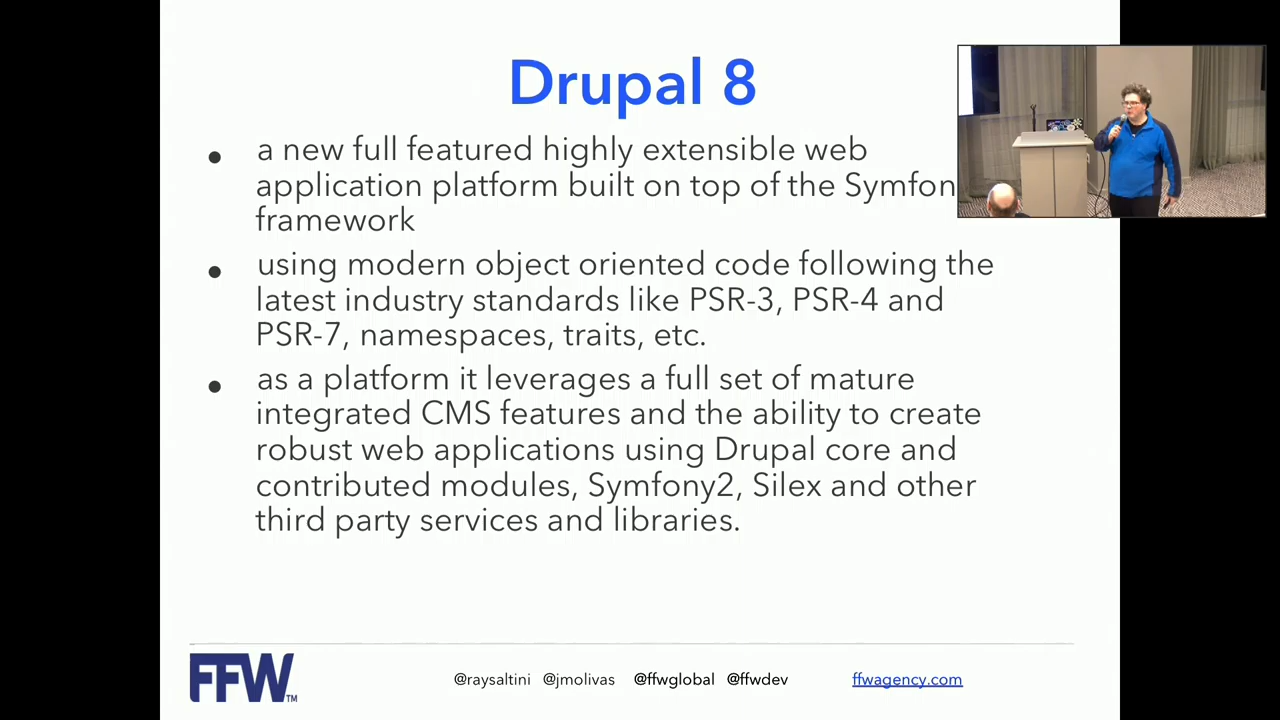 Drupal 8
• a new full featured highly extensible web
application platform built on top of the Symfon
framework
• using modern object oriented code following the
latest industry standards like PSR-3, PSR-4 and
PSR-7, namespaces, traits, etc.
• as a platform it leverages a full set of mature
integrated CMS features and the ability to create
robust web applications using Drupal core and
contributed modules, Symfony2, Silex and other
third party services and libraries.
FFW™ @raysaltini @jmolivas @ffwglobal @ffwdev ffwagency.com